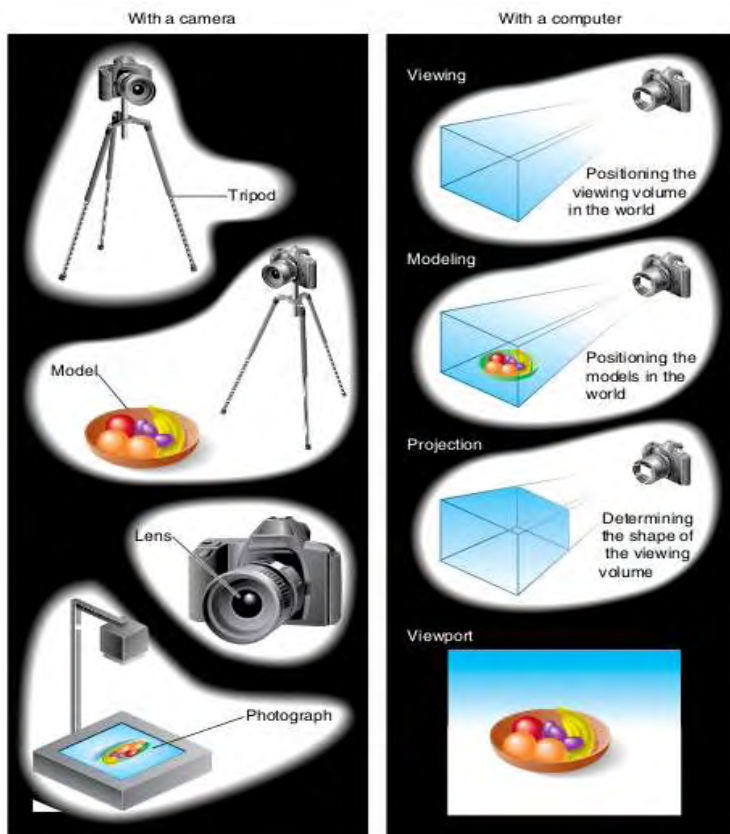 With a camera
Tripod
Model
Lens
Photograph
With a computer
Viewing
Positioning the
viewing volume
in the world
Modeling
Positioning the
models in the
world
Projection
Determining
the shape of
the viewing
volume
Viewport